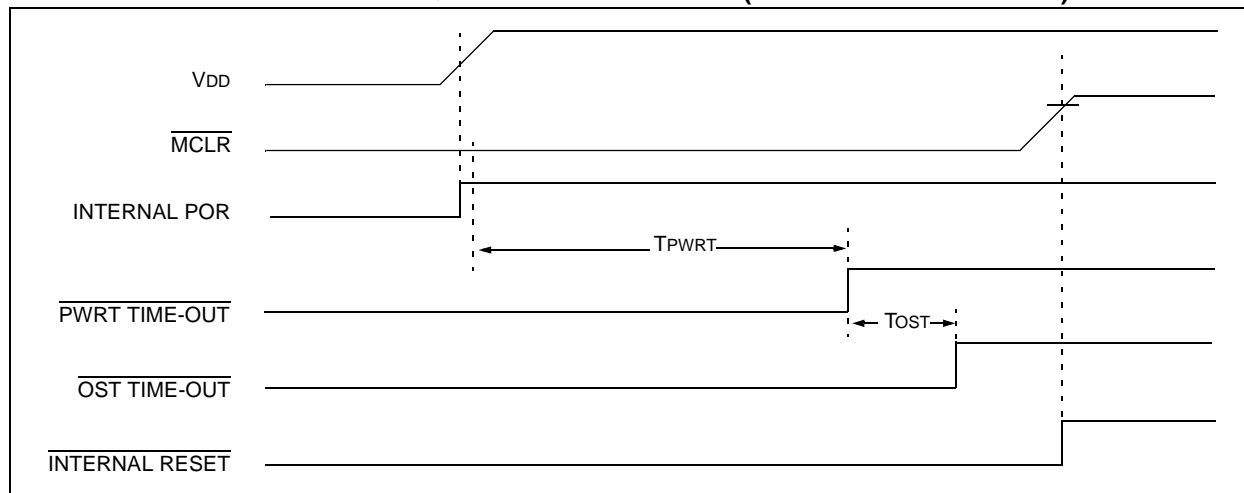 VDD
MCLR
INTERNAL POR
TPWRT
PWRT TIME-OUT
TOST
OST TIME-OUT
INTERNAL RESET